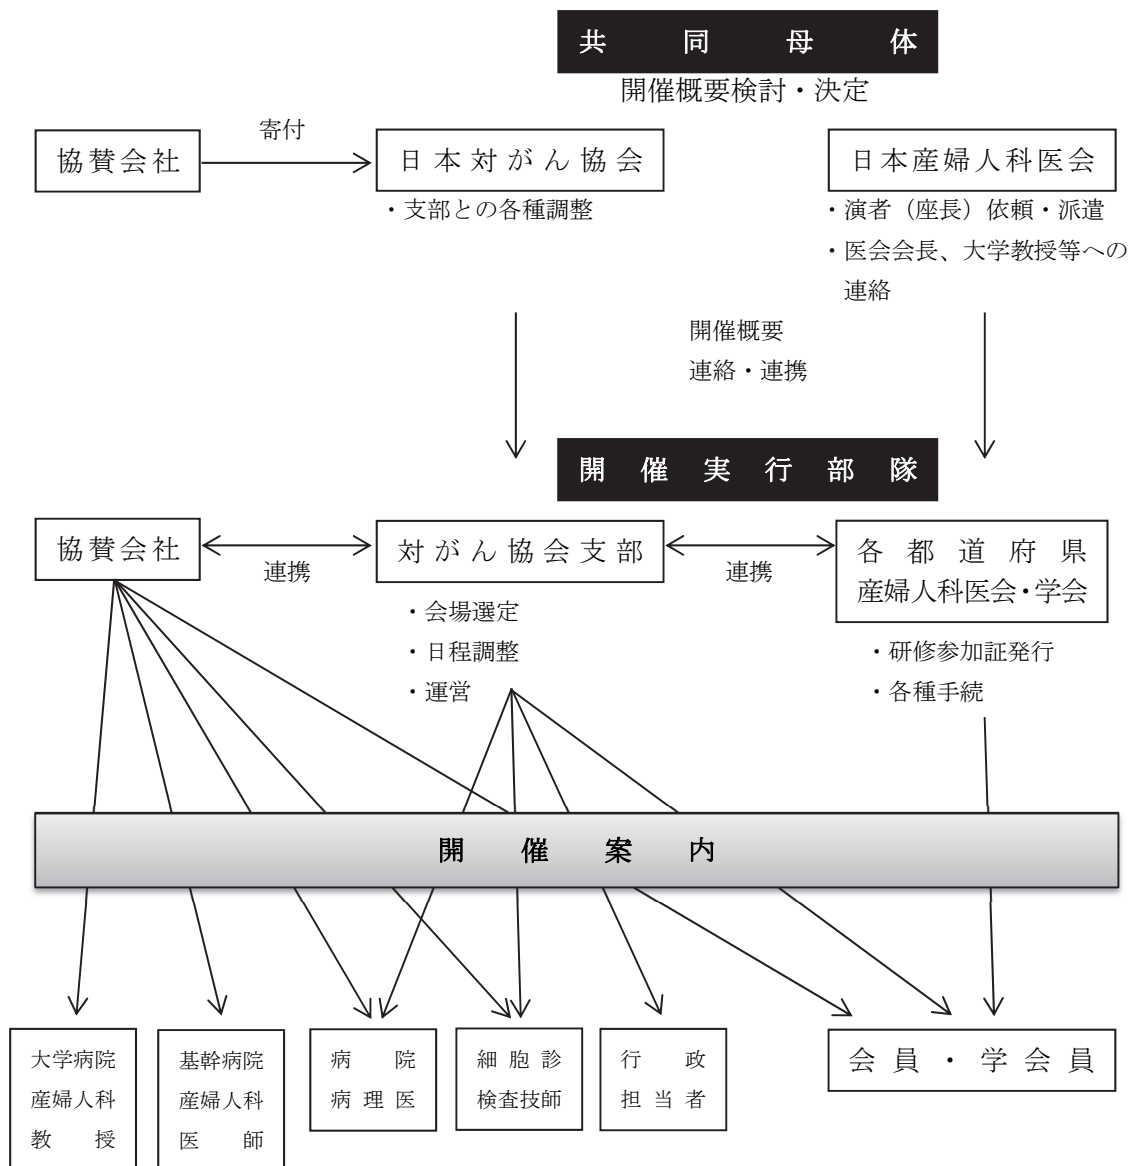 共同母体
開催概要検討・決定
寄付
協賛会社
日本対がん協会
日本産婦人科医会
・支部との各種調整
・演者（座長）依頼・派遣
・医会会長、大学教授等への
連絡
開催概要
連絡・連携
開催実行部隊
協賛会社
連携
対がん協会支部
連携
各都道府県
産婦人科医会・学会
・会場選定
・日程調整
・運営
・研修参加証発行
・各種手続
開催案内
大学病院
産婦人科
教授
基幹病院
産婦人科
医師
病院
病理医
細胞診
検査技師
行政
担当者
会員・学会員